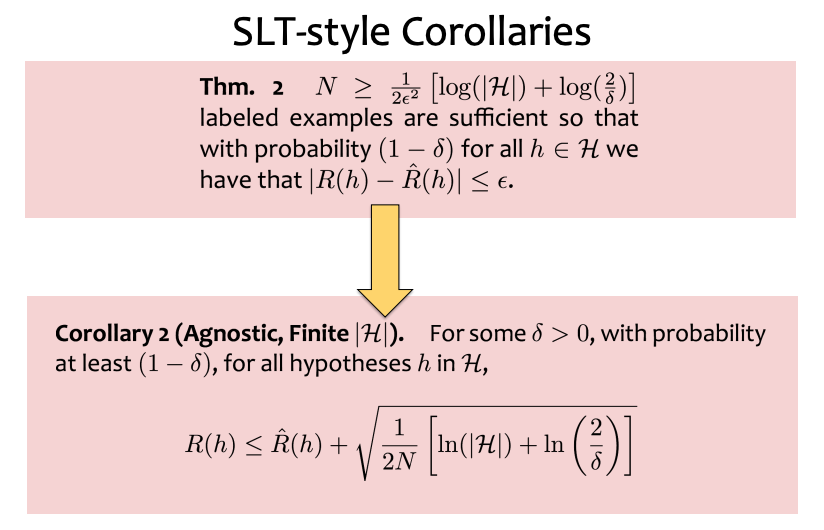 SLT-style Corollaries
Thm. 2 $N \geq \frac{1}{2\epsilon^2} \left[\log(|\mathcal{H}|) + \log(\frac{2}{\delta})\right]$
labeled examples are sufficient so that
with probability $(1 - \delta)$ for all $h \in \mathcal{H}$ we
have that $|R(h) - \hat{R}(h)| \leq \epsilon$.
Corollary 2 (Agnostic, Finite $|\mathcal{H}|$). For some $\delta > 0$, with probability
at least $(1 - \delta)$, for all hypotheses $h$ in $\mathcal{H}$,
$R(h) \leq \hat{R}(h) + \sqrt{\frac{1}{2N} \left[\ln(|\mathcal{H}|) + \ln\left(\frac{2}{\delta}\right)\right]}$